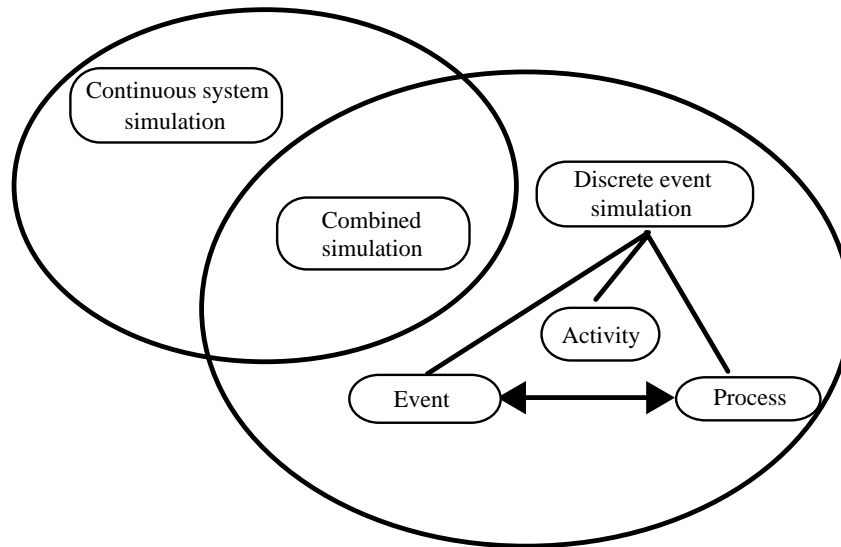 Continuous system
simulation
Discrete event
simulation
Combined
simulation
Activity
Event
Process